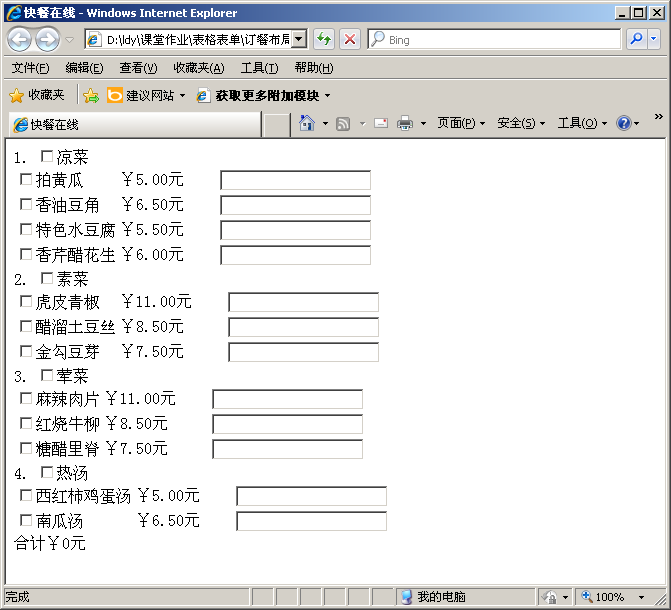 快餐在线 - Windows Internet Explorer
D:\ldy\课堂作业\表格表单\订餐布局
Bing
文件(F) 编辑(E) 查看(V) 收藏夹(A) 工具(T) 帮助(H)
收藏夹 建议网站 获取更多附加模块
快餐在线 页面(P) 安全(S) 工具(O) »
1. 凉菜
拍黄瓜 ￥5.00元
香油豆角 ￥6.50元
特色水豆腐 ￥5.50元
香芹醋花生 ￥6.00元
2. 素菜
虎皮青椒 ￥11.00元
醋溜土豆丝 ￥8.50元
金勾豆芽 ￥7.50元
3. 荤菜
麻辣肉片 ￥11.00元
红烧牛柳 ￥8.50元
糖醋里脊 ￥7.50元
4. 热汤
西红柿鸡蛋汤 ￥5.00元
南瓜汤 ￥6.50元
合计￥0元
完成 我的电脑 100%